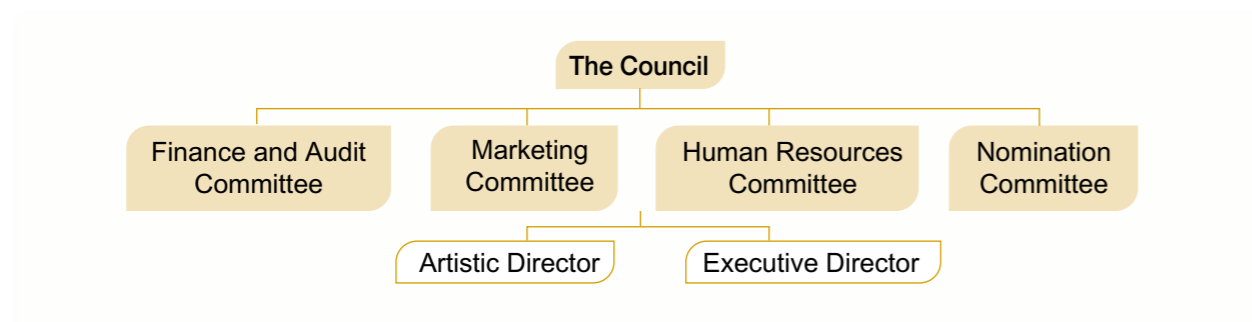 The Council
Finance and Audit
Committee
Marketing
Committee
Human Resources
Committee
Nomination
Committee
Artistic Director
Executive Director